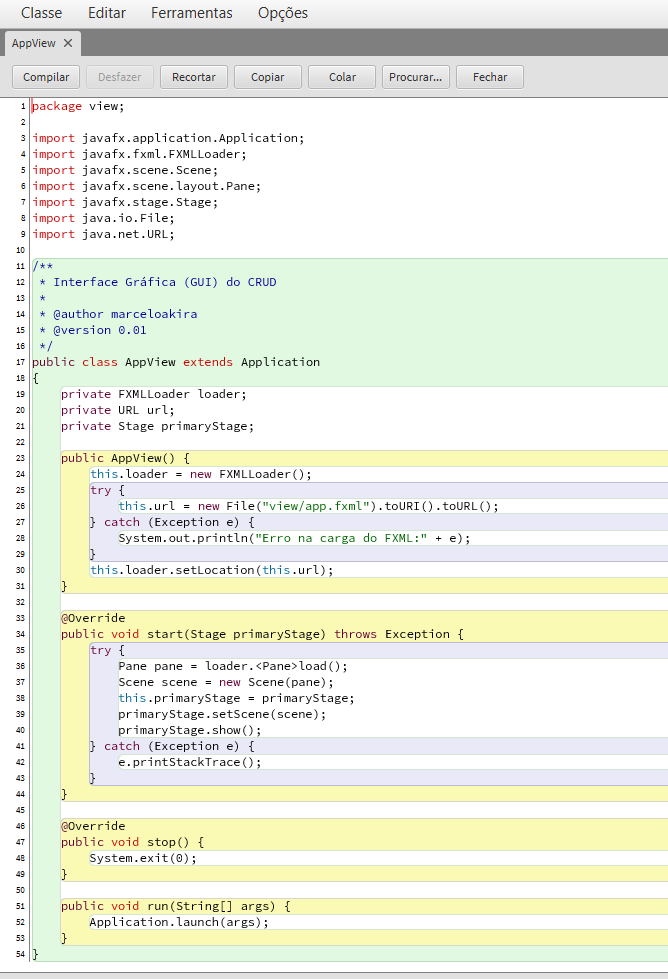 Classe Editar Ferramentas Opções
AppView ✕
Compilar Desfazer Recortar Copiar Colar Procurar... Fechar
1 package view;
2
3 import javafx.application.Application;
4 import javafx.fxml.FXMLLoader;
5 import javafx.scene.Scene;
6 import javafx.scene.layout.Pane;
7 import javafx.stage.Stage;
8 import java.io.File;
9 import java.net.URL;
10
11 /**
12  * Interface Gráfica (GUI) do CRUD
13  *
14  * @author marceloakira
15  * @version 0.01
16  */
17 public class AppView extends Application
18 {
19     private FXMLLoader loader;
20     private URL url;
21     private Stage primaryStage;
22
23     public AppView() {
24         this.loader = new FXMLLoader();
25         try {
26             this.url = new File("view/app.fxml").toURI().toURL();
27         } catch (Exception e) {
28             System.out.println("Erro na carga do FXML:" + e);
29         }
30         this.loader.setLocation(this.url);
31     }
32
33     @Override
34     public void start(Stage primaryStage) throws Exception {
35         try {
36             Pane pane = loader.<Pane>load();
37             Scene scene = new Scene(pane);
38             this.primaryStage = primaryStage;
39             primaryStage.setScene(scene);
40             primaryStage.show();
41         } catch (Exception e) {
42             e.printStackTrace();
43         }
44     }
45
46     @Override
47     public void stop() {
48         System.exit(0);
49     }
50
51     public void run(String[] args) {
52         Application.launch(args);
53     }
54 }